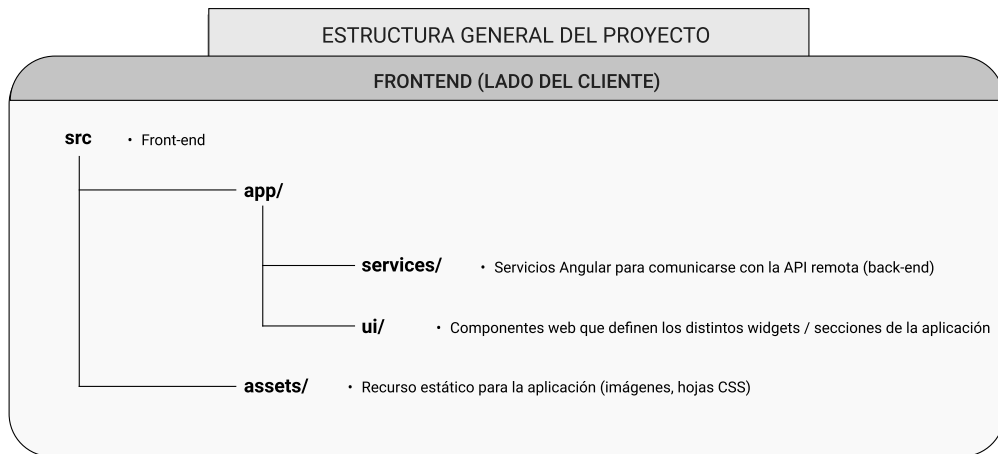 ESTRUCTURA GENERAL DEL PROYECTO
FRONTEND (LADO DEL CLIENTE)
src • Front-end
app/
services/ • Servicios Angular para comunicarse con la API remota (back-end)
ui/ • Componentes web que definen los distintos widgets / secciones de la aplicación
assets/ • Recurso estático para la aplicación (imágenes, hojas CSS)